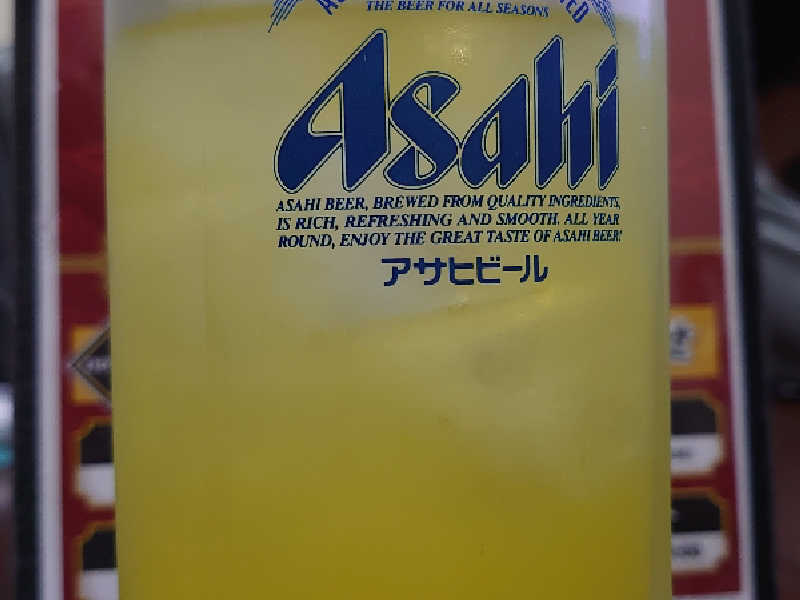 THE BEER FOR ALL SEASONS
Asahi
ASAHI BEER, BREWED FROM QUALITY INGREDIENTS,
IS RICH, REFRESHING AND SMOOTH. ALL YEAR
ROUND, ENJOY THE GREAT TASTE OF ASAHI BEER!
アサヒビール